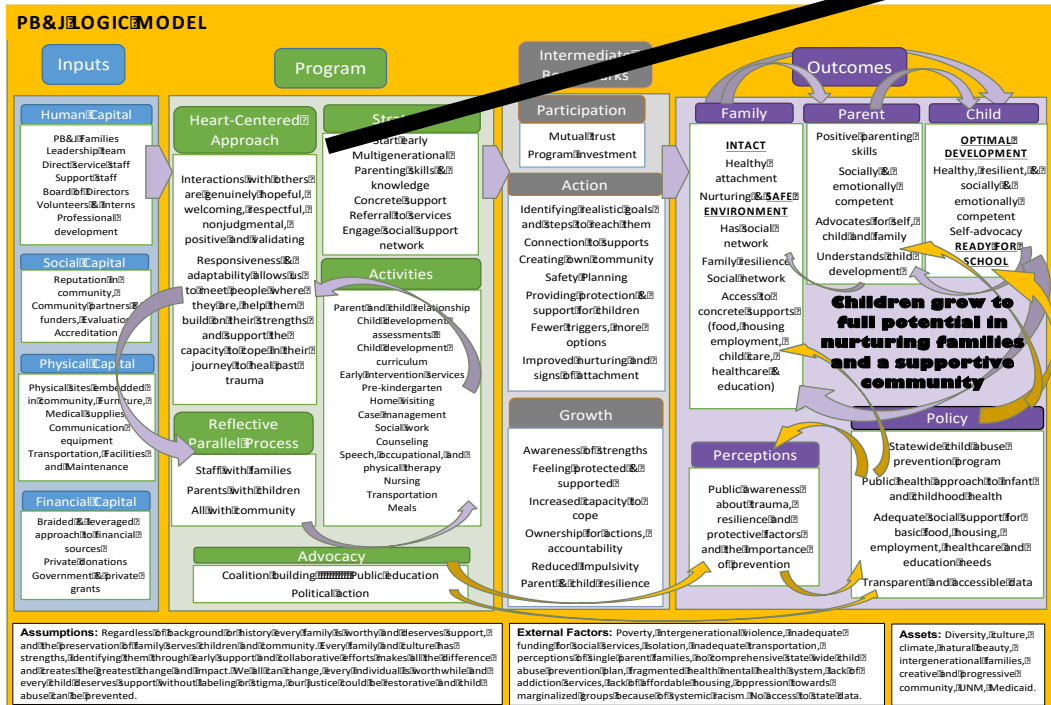 PB&J LOGIC MODEL
Inputs
Human Capital
PB&J Families
Leadership team
Direct service staff
Support staff
Board of Directors
Volunteers & Interns
Professional
development
Social Capital
Reputation in
community,
Community partners &
funders, Evaluation
Accreditation
Physical Capital
Physical sites embedded
in community, Furniture,
Medical supplies
Communication
equipment
Transportation, Facilities
and Maintenance
Financial Capital
Braided & leveraged
approach to financial
sources
Private donations
Government & private
grants
Program
Heart-Centered
Approach
Interactions with others
are genuinely hopeful,
welcoming, respectful,
nonjudgmental,
positive and validating
Responsiveness &
adaptability allows us
to meet people where
they are, help them
build on their strengths
and support the
capacity to cope in their
journey to heal past
trauma
Reflective
Parallel Process
Staff with families
Parents with children
All with community
Start early
Multigenerational
Parenting skills &
knowledge
Concrete support
Referral to services
Engage social support
network
Activities
Parent and child relationship
Child development
assessments
Child development
curriculum
Early intervention services
Pre-kindergarten
Home visiting
Case management
Social work
Counseling
Speech, occupational, and
physical therapy
Nursing
Transportation
Meals
Advocacy
Coalition building Public education
Political action
Intermediate
Participation
Mutual trust
Program investment
Action
Identifying realistic goals
and steps to reach them
Connection to supports
Creating own community
Safety Planning
Providing protection &
support for children
Fewer triggers, more
options
Improved nurturing and
signs of attachment
Growth
Awareness of strengths
Feeling protected &
supported
Increased capacity to
cope
Ownership for actions,
accountability
Reduced Impulsivity
Parent & child resilience
Outcomes
Family
INTACT
Healthy
attachment
Nurturing & SAFE
ENVIRONMENT
Has social
network
Family resilience
Social network
Access to
concrete supports
(food, housing
employment,
child care,
healthcare &
education)
Parent
Positive parenting
skills
Socially &
emotionally
competent
Advocates for self,
child and family
Understands child
development
Child
OPTIMAL
DEVELOPMENT
Healthy, resilient, &
socially &
emotionally
competent
Self-advocacy
READY FOR
SCHOOL
Children grow to
full potential in
nurturing families
and a supportive
community
Perceptions
Public awareness
about trauma,
resilience and
protective factors
and the importance
of prevention
Policy
Statewide child abuse
prevention program
Public health approach to infant
and childhood health
Adequate social support for
basic food, housing,
employment, healthcare and
education needs
Transparent and accessible data
Assumptions: Regardless of background or history every family is worthy and deserves support,
and the preservation of family serves children and community. Every family and culture has
strengths, identifying them through early support and collaborative efforts makes all the difference
and creates the greatest change and impact. We all can change, every individual is worthwhile and
every child deserves support without labeling or stigma, our justice could be restorative and child
abuse can be prevented.
External Factors: Poverty, intergenerational violence, inadequate
funding for social services, isolation, inadequate transportation,
perceptions of single parent families, no comprehensive state wide child
abuse prevention plan, fragmented health mental health system, lack of
addiction services, lack of affordable housing, oppression towards
marginalized groups because of systemic racism. No access to state data.
Assets: Diversity, culture,
climate, natural beauty,
intergenerational families,
creative and progressive
community, UNM, Medicaid.